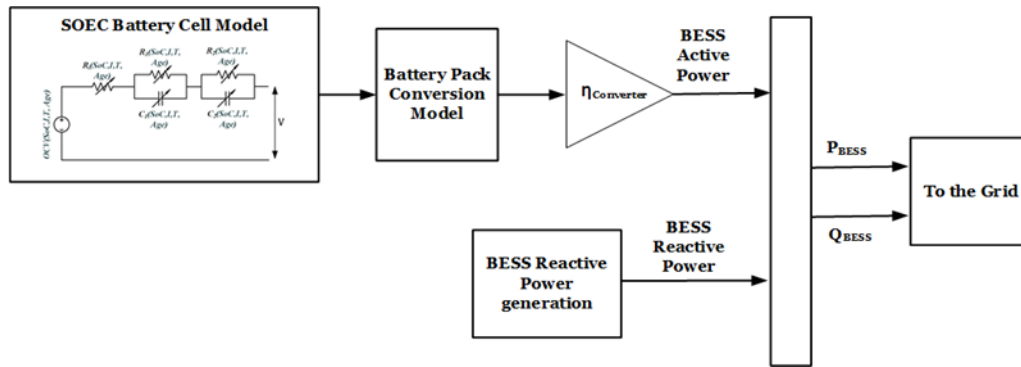 SOEC Battery Cell Model
R₀(SoC,I,T,
Age)
R₁(SoC,I,T,
Age)
R₂(SoC,I,T,
Age)
C₁(SoC,I,T,
Age)
C₂(SoC,I,T,
Age)
OCV(SoC,I,T, Age)
V
Battery Pack
Conversion
Model
ηConverter
BESS
Active
Power
BESS Reactive
Power
generation
BESS
Reactive
Power
PBESS
QBESS
To the Grid